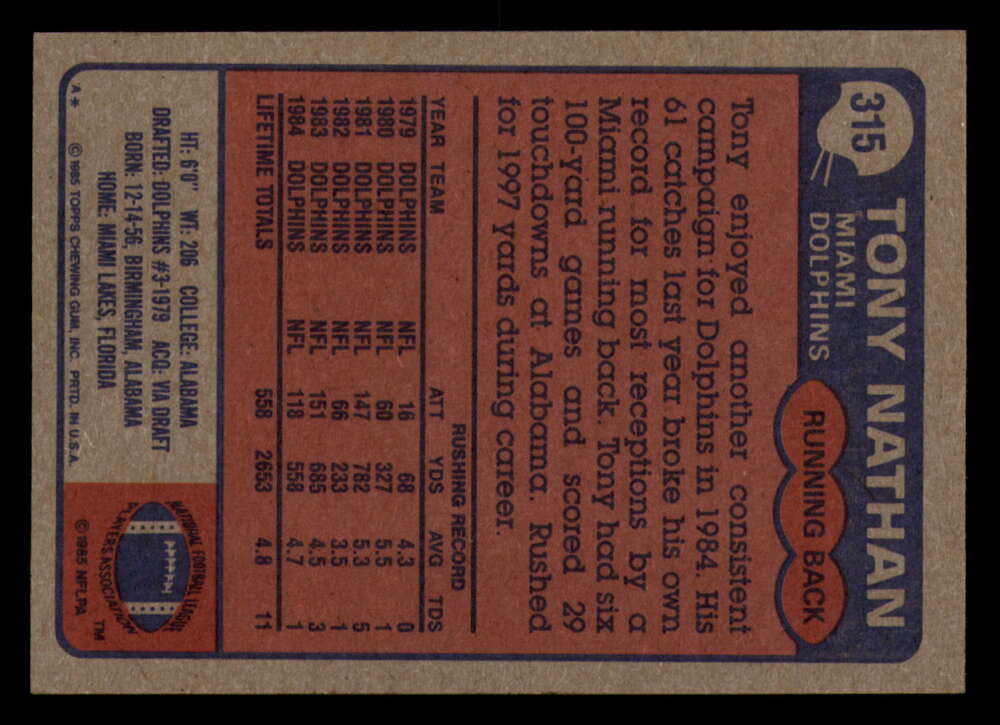 315
TONY NATHAN
MIAMI
DOLPHINS
RUNNING BACK
Tony enjoyed another consistent
campaign for Dolphins in 1984. His
61 catches last year broke his own
record for most receptions by a
Miami running back. Tony had six
100-yard games and scored 29
touchdowns at Alabama. Rushed
for 1997 yards during career.
RUSHING RECORD
YEAR TEAM ATT YDS AVG TDS
1979 DOLPHINS NFL 16 68 4.3 0
1980 DOLPHINS NFL 60 327 5.5 1
1981 DOLPHINS NFL 147 782 5.3 5
1982 DOLPHINS NFL 66 233 3.5 1
1983 DOLPHINS NFL 151 685 4.5 3
1984 DOLPHINS NFL 118 558 4.7 1
LIFETIME TOTALS 558 2653 4.8 11
HT: 6'0" WT: 206 COLLEGE: ALABAMA
DRAFTED: DOLPHINS #3-1979 ACQ: VIA DRAFT
BORN: 12-14-56, BIRMINGHAM, ALABAMA
HOME: MIAMI LAKES, FLORIDA
A* © 1985 TOPPS CHEWING GUM, INC. PRTD. IN U.S.A.
NATIONAL FOOTBALL LEAGUE
PLAYERS ASSOCIATION
TM
© 1985 NFLPA